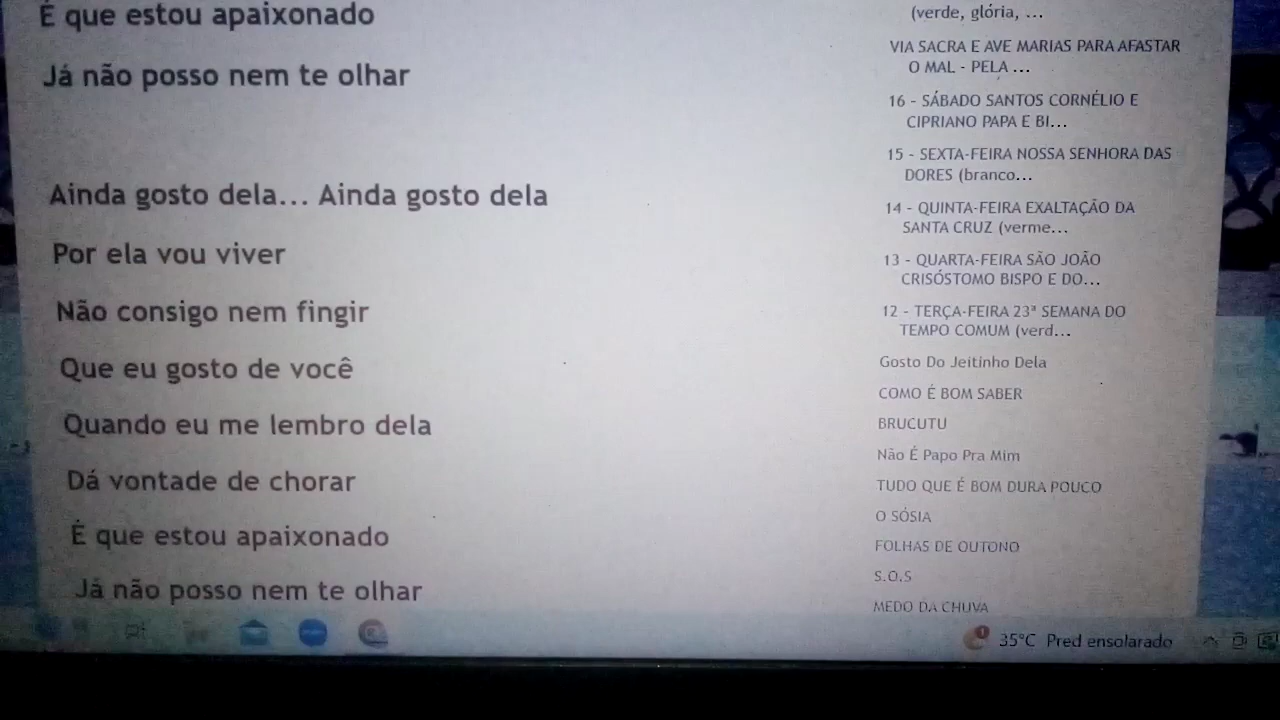 É que estou apaixonado
Já não posso nem te olhar
Ainda gosto dela... Ainda gosto dela
Por ela vou viver
Não consigo nem fingir
Que eu gosto de você
Quando eu me lembro dela
Dá vontade de chorar
É que estou apaixonado
Já não posso nem te olhar
(verde, glória, ...
VIA SACRA E AVE MARIAS PARA AFASTAR
O MAL - PELA ...
16 - SÁBADO SANTOS CORNÉLIO E
CIPRIANO PAPA E BI...
15 - SEXTA-FEIRA NOSSA SENHORA DAS
DORES (branco...
14 - QUINTA-FEIRA EXALTAÇÃO DA
SANTA CRUZ (verme...
13 - QUARTA-FEIRA SÃO JOÃO
CRISÓSTOMO BISPO E DO...
12 - TERÇA-FEIRA 23ª SEMANA DO
TEMPO COMUM (verd...
Gosto Do Jeitinho Dela
COMO É BOM SABER
BRUCUTU
Não É Papo Pra Mim
TUDO QUE É BOM DURA POUCO
O SÓSIA
FOLHAS DE OUTONO
S.O.S
MEDO DA CHUVA
35°C Pred ensolarado